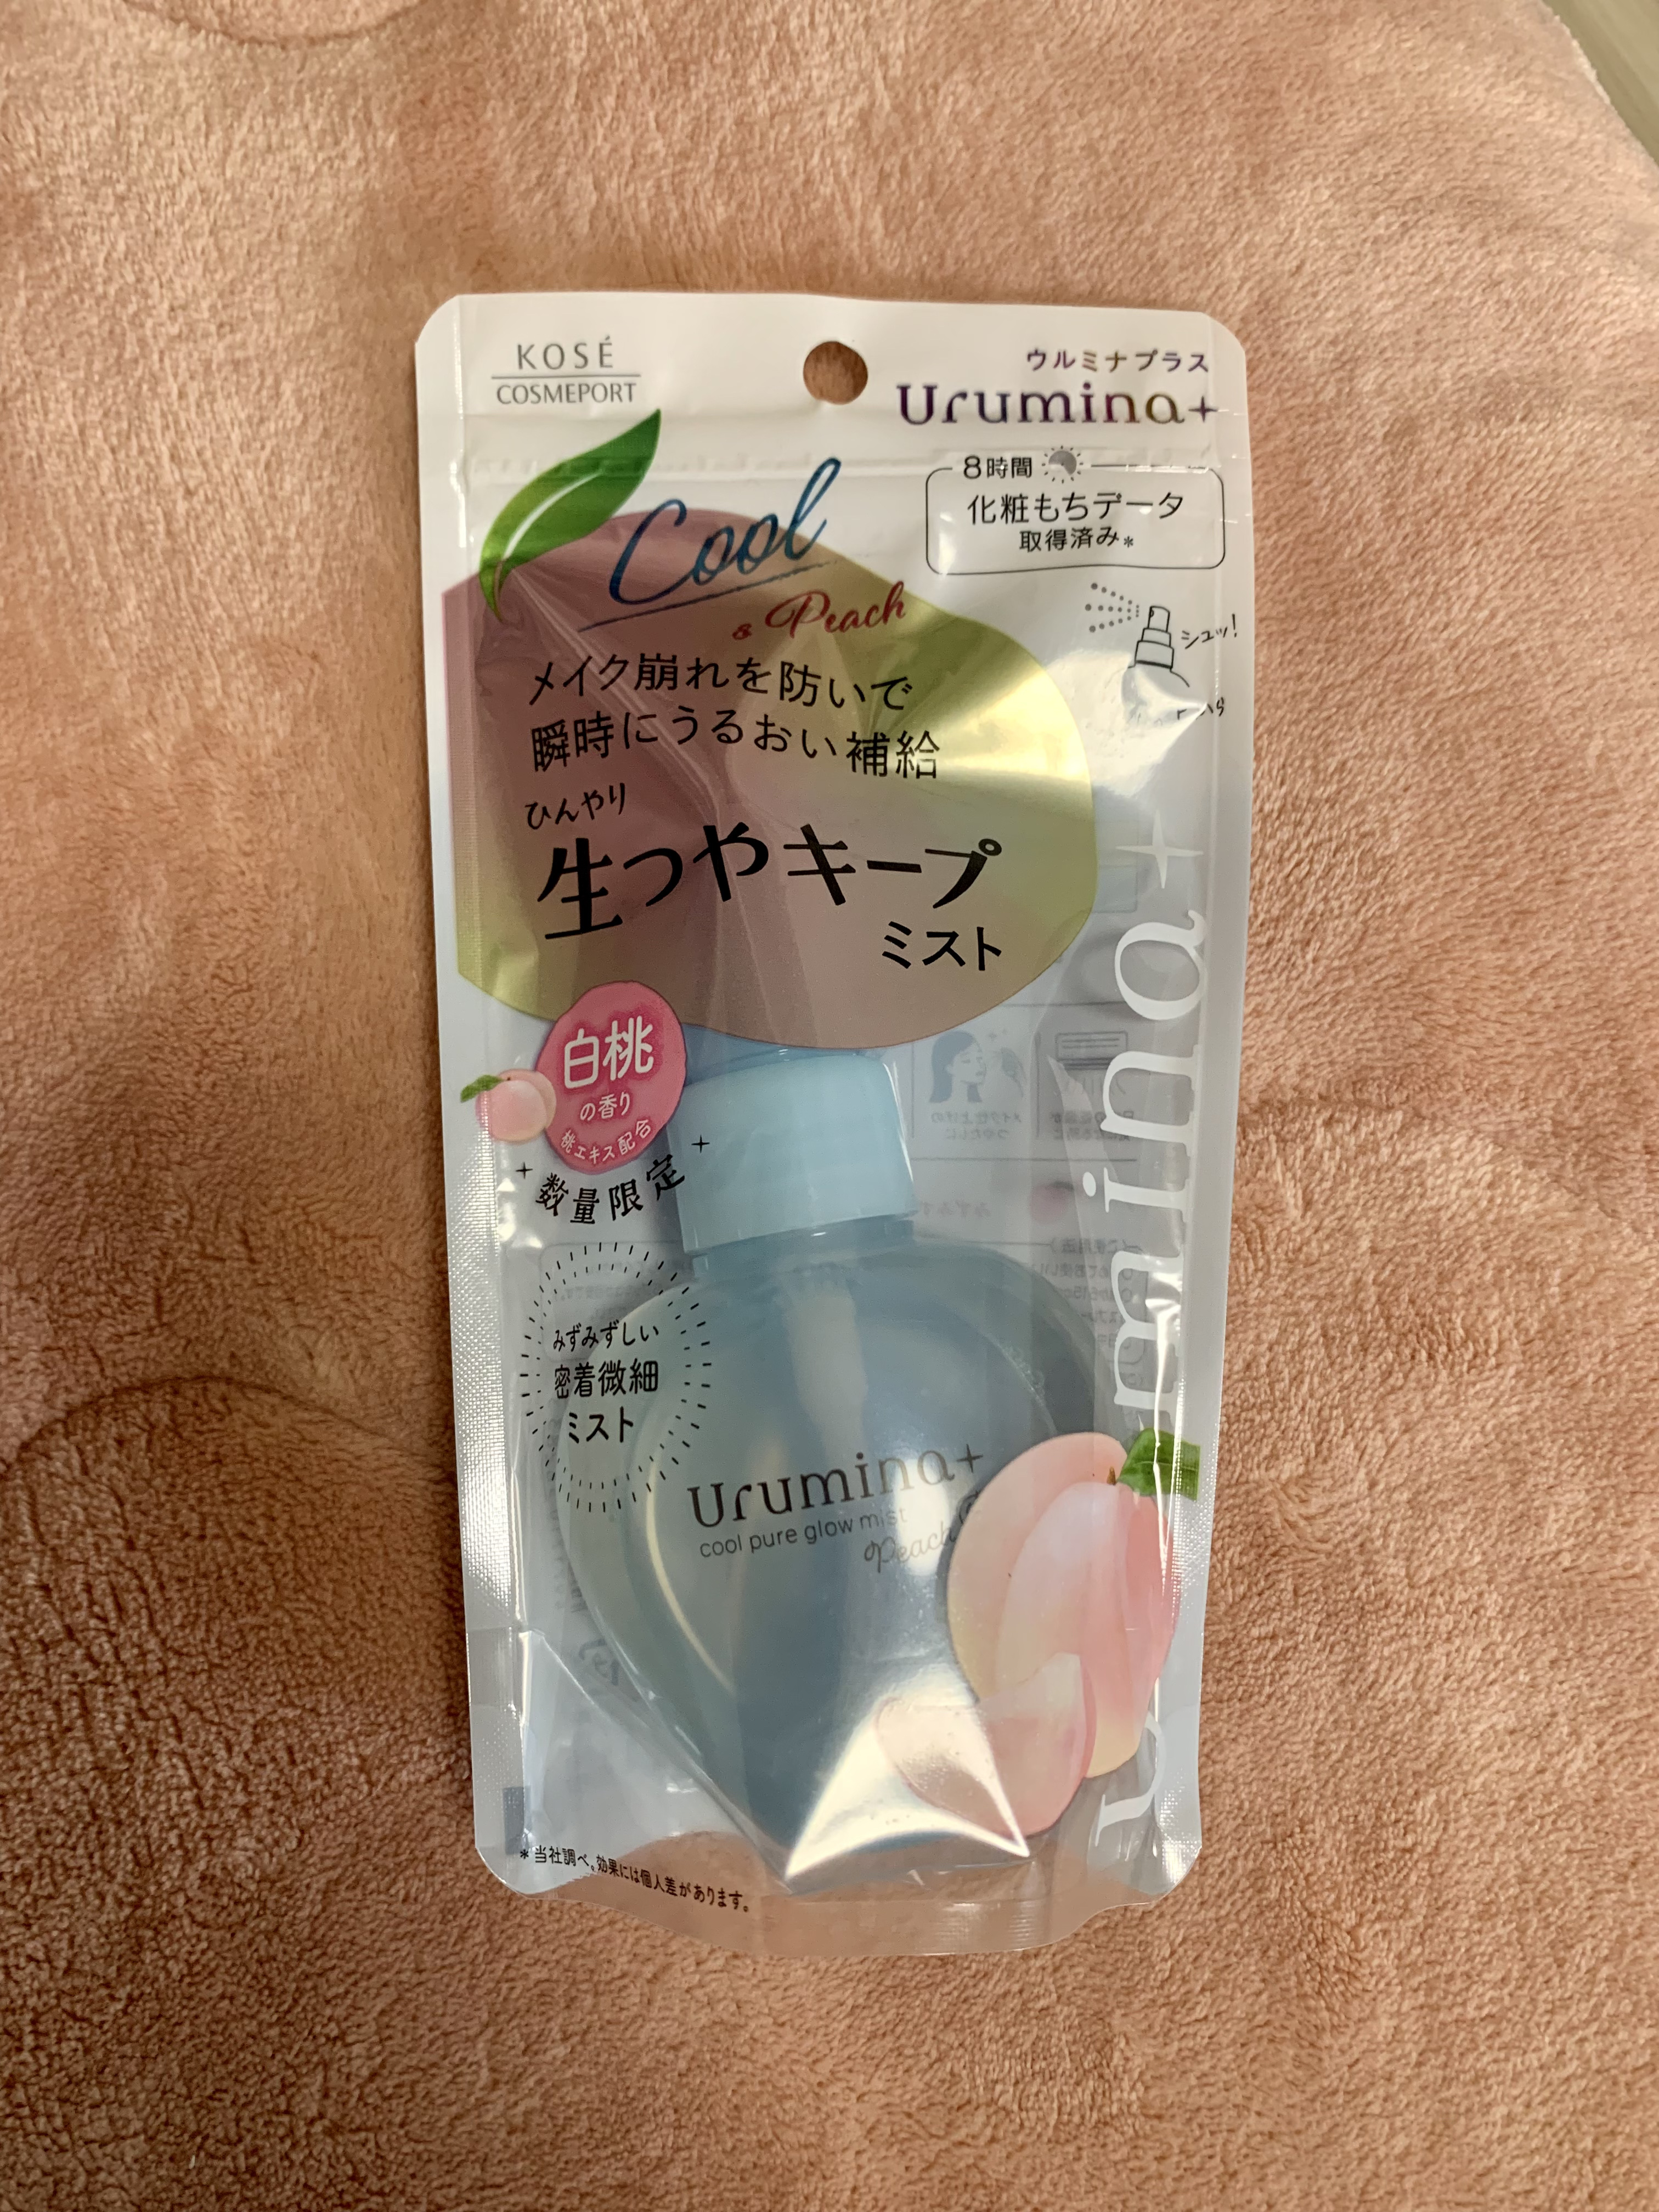 KOSÉ
COSMEPORT
ウルミナプラス
Urumina+
8時間
化粧もちデータ
取得済み*
Cool
& Peach
シュッ!
メイク崩れを防いで
瞬時にうるおい補給
ひんやり
生つやキープ
ミスト
白桃
の香り
桃エキス配合
数量限定
みずみずしい
密着微細
ミスト
Urumina+
cool pure glow mist
Peach
Urumina+
*当社調べ。効果には個人差があります。